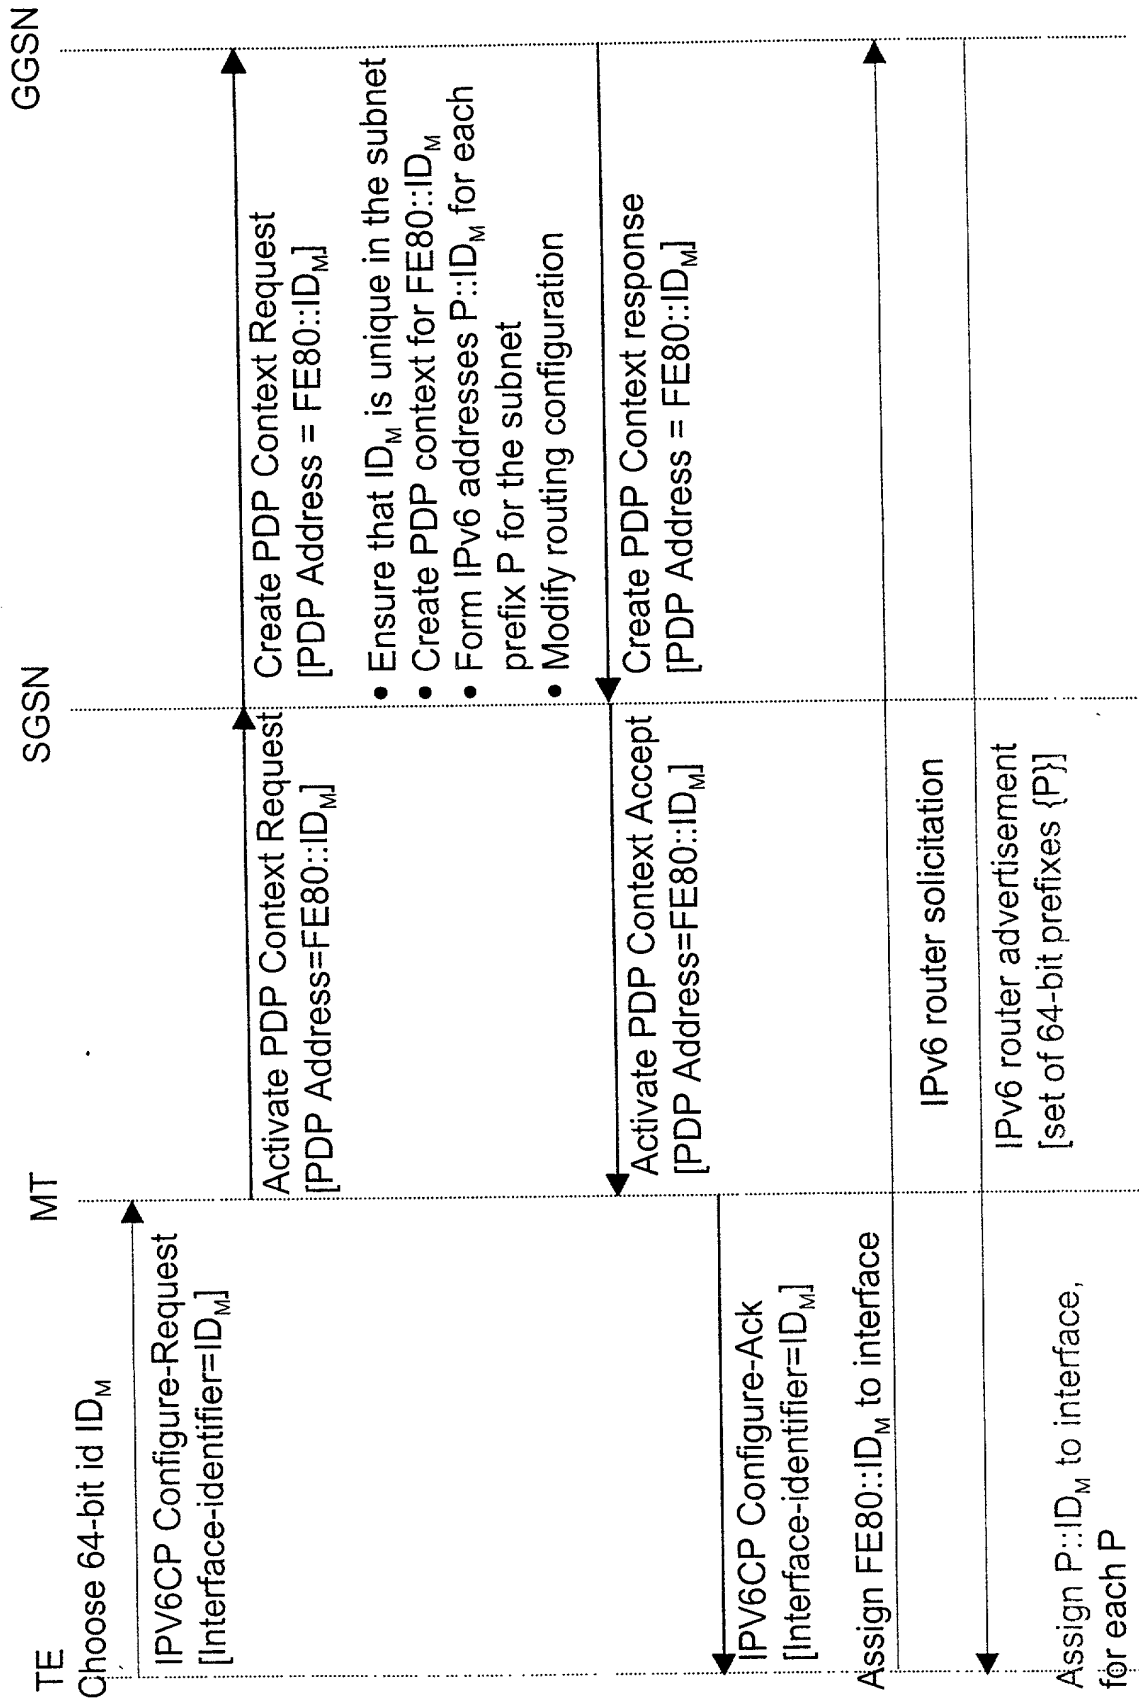 TE
MT
SGSN
GGSN
Choose 64-bit id ID_M
IPV6CP Configure-Request
[Interface-identifier=ID_M]
Activate PDP Context Request
[PDP Address=FE80::ID_M]
Create PDP Context Request
[PDP Address = FE80::ID_M]
• Ensure that ID_M is unique in the subnet
• Create PDP context for FE80::ID_M
• Form IPv6 addresses P::ID_M for each
prefix P for the subnet
• Modify routing configuration
Create PDP Context response
[PDP Address = FE80::ID_M]
Activate PDP Context Accept
[PDP Address=FE80::ID_M]
IPV6CP Configure-Ack
[Interface-identifier=ID_M]
Assign FE80::ID_M to interface
IPv6 router solicitation
IPv6 router advertisement
[set of 64-bit prefixes {P}]
Assign P::ID_M to interface,
for each P